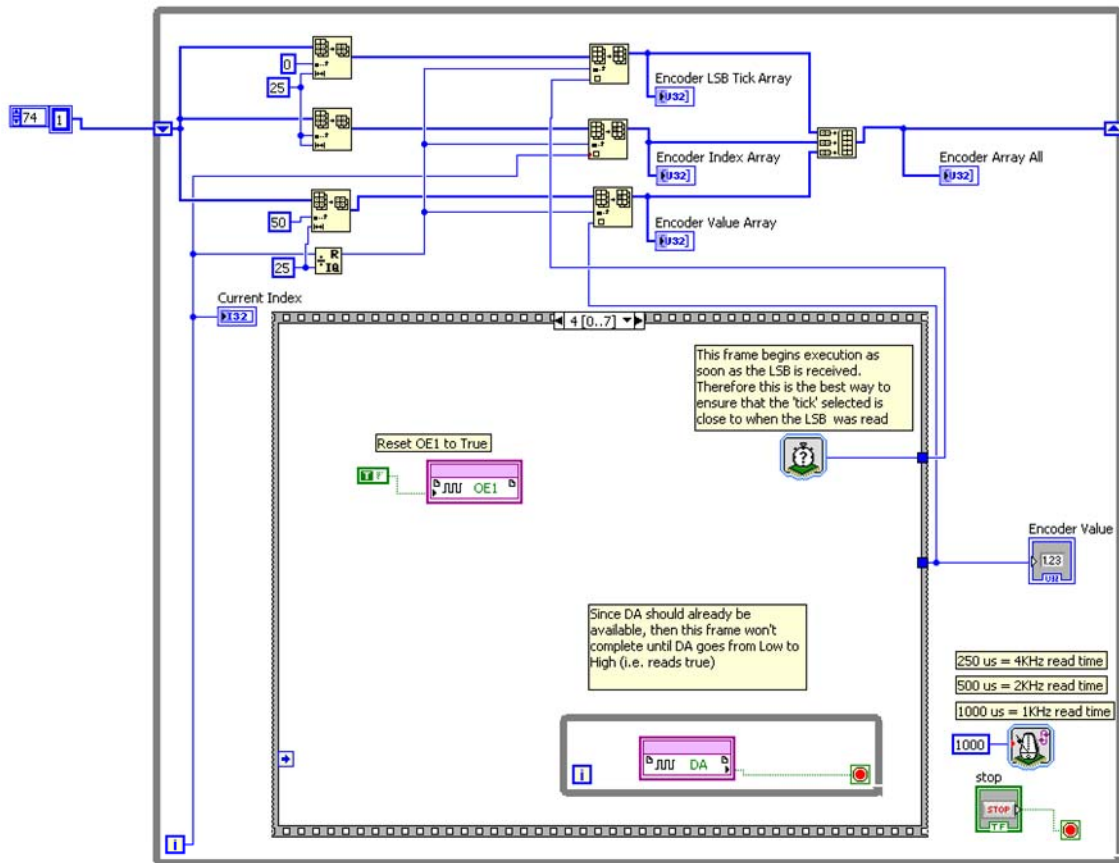 0
25
Encoder LSB Tick Array
U32]
74
1
Encoder Index Array
U32]
Encoder Array All
U32]
50
Encoder Value Array
U32]
25
R
IQ
Current Index
I32
4 [0..7]
This frame begins execution as
soon as the LSB is received.
Therefore this is the best way to
ensure that the 'tick' selected is
close to when the LSB was read
Reset OE1 to True
T F
OE1
?
Encoder Value
1.23
U32
Since DA should already be
available, then this frame won't
complete until DA goes from Low to
High (i.e. reads true)
250 us = 4KHz read time
500 us = 2KHz read time
1000 us = 1KHz read time
1000
DA
i
stop
STOP
TF
i